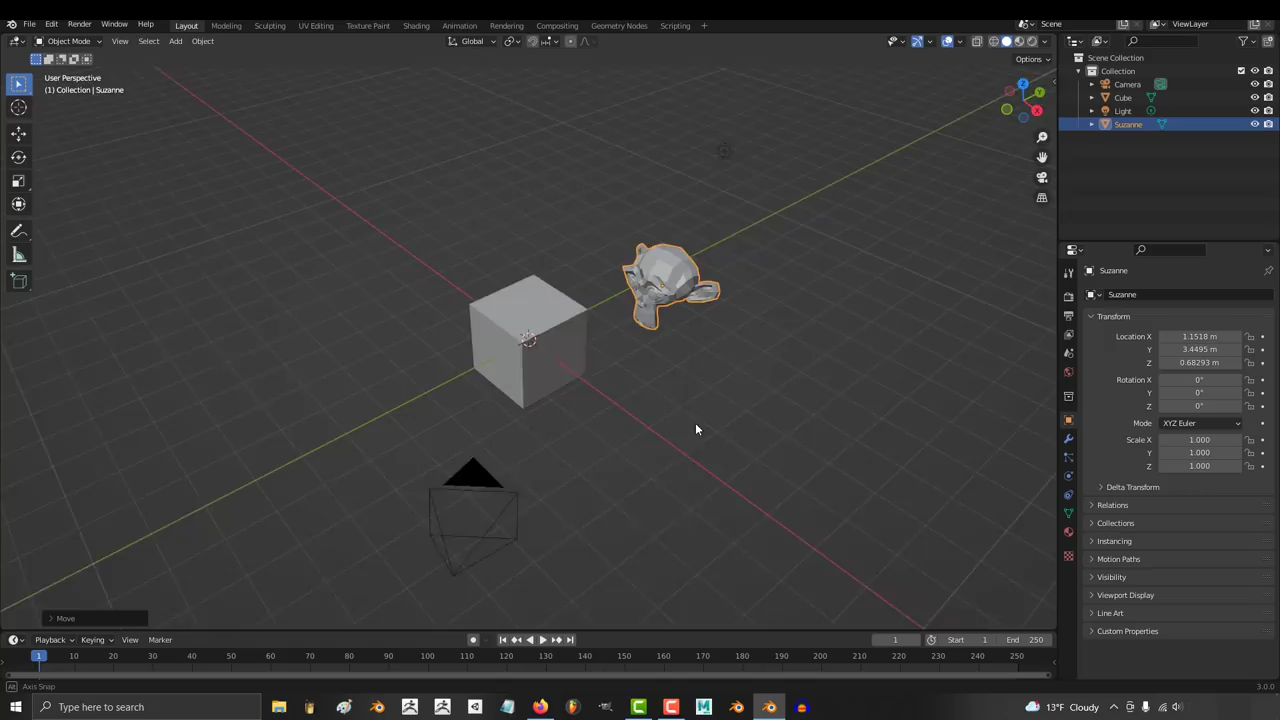 File Edit Render Window Help Layout Modeling Sculpting UV Editing Texture Paint Shading Animation Rendering Compositing Geometry Nodes Scripting + Scene ViewLayer
Object Mode View Select Add Object Global
Options
User Perspective
(1) Collection | Suzanne
Z
Y
X
Scene Collection
Collection
Camera
Cube
Light
Suzanne
Suzanne
Suzanne
Transform
Location X 1.1518 m
Y 3.4495 m
Z 0.68293 m
Rotation X 0°
Y 0°
Z 0°
Mode XYZ Euler
Scale X 1.000
Y 1.000
Z 1.000
Delta Transform
Relations
Collections
Instancing
Motion Paths
Visibility
Viewport Display
Line Art
Custom Properties
Move
Playback Keying View Marker 1 Start 1 End 250
1 10 20 30 40 50 60 70 80 90 100 110 120 130 140 150 160 170 180 190 200 210 220 230 240 250
Alt Axis Snap 3.0.0
Type here to search 13°F Cloudy